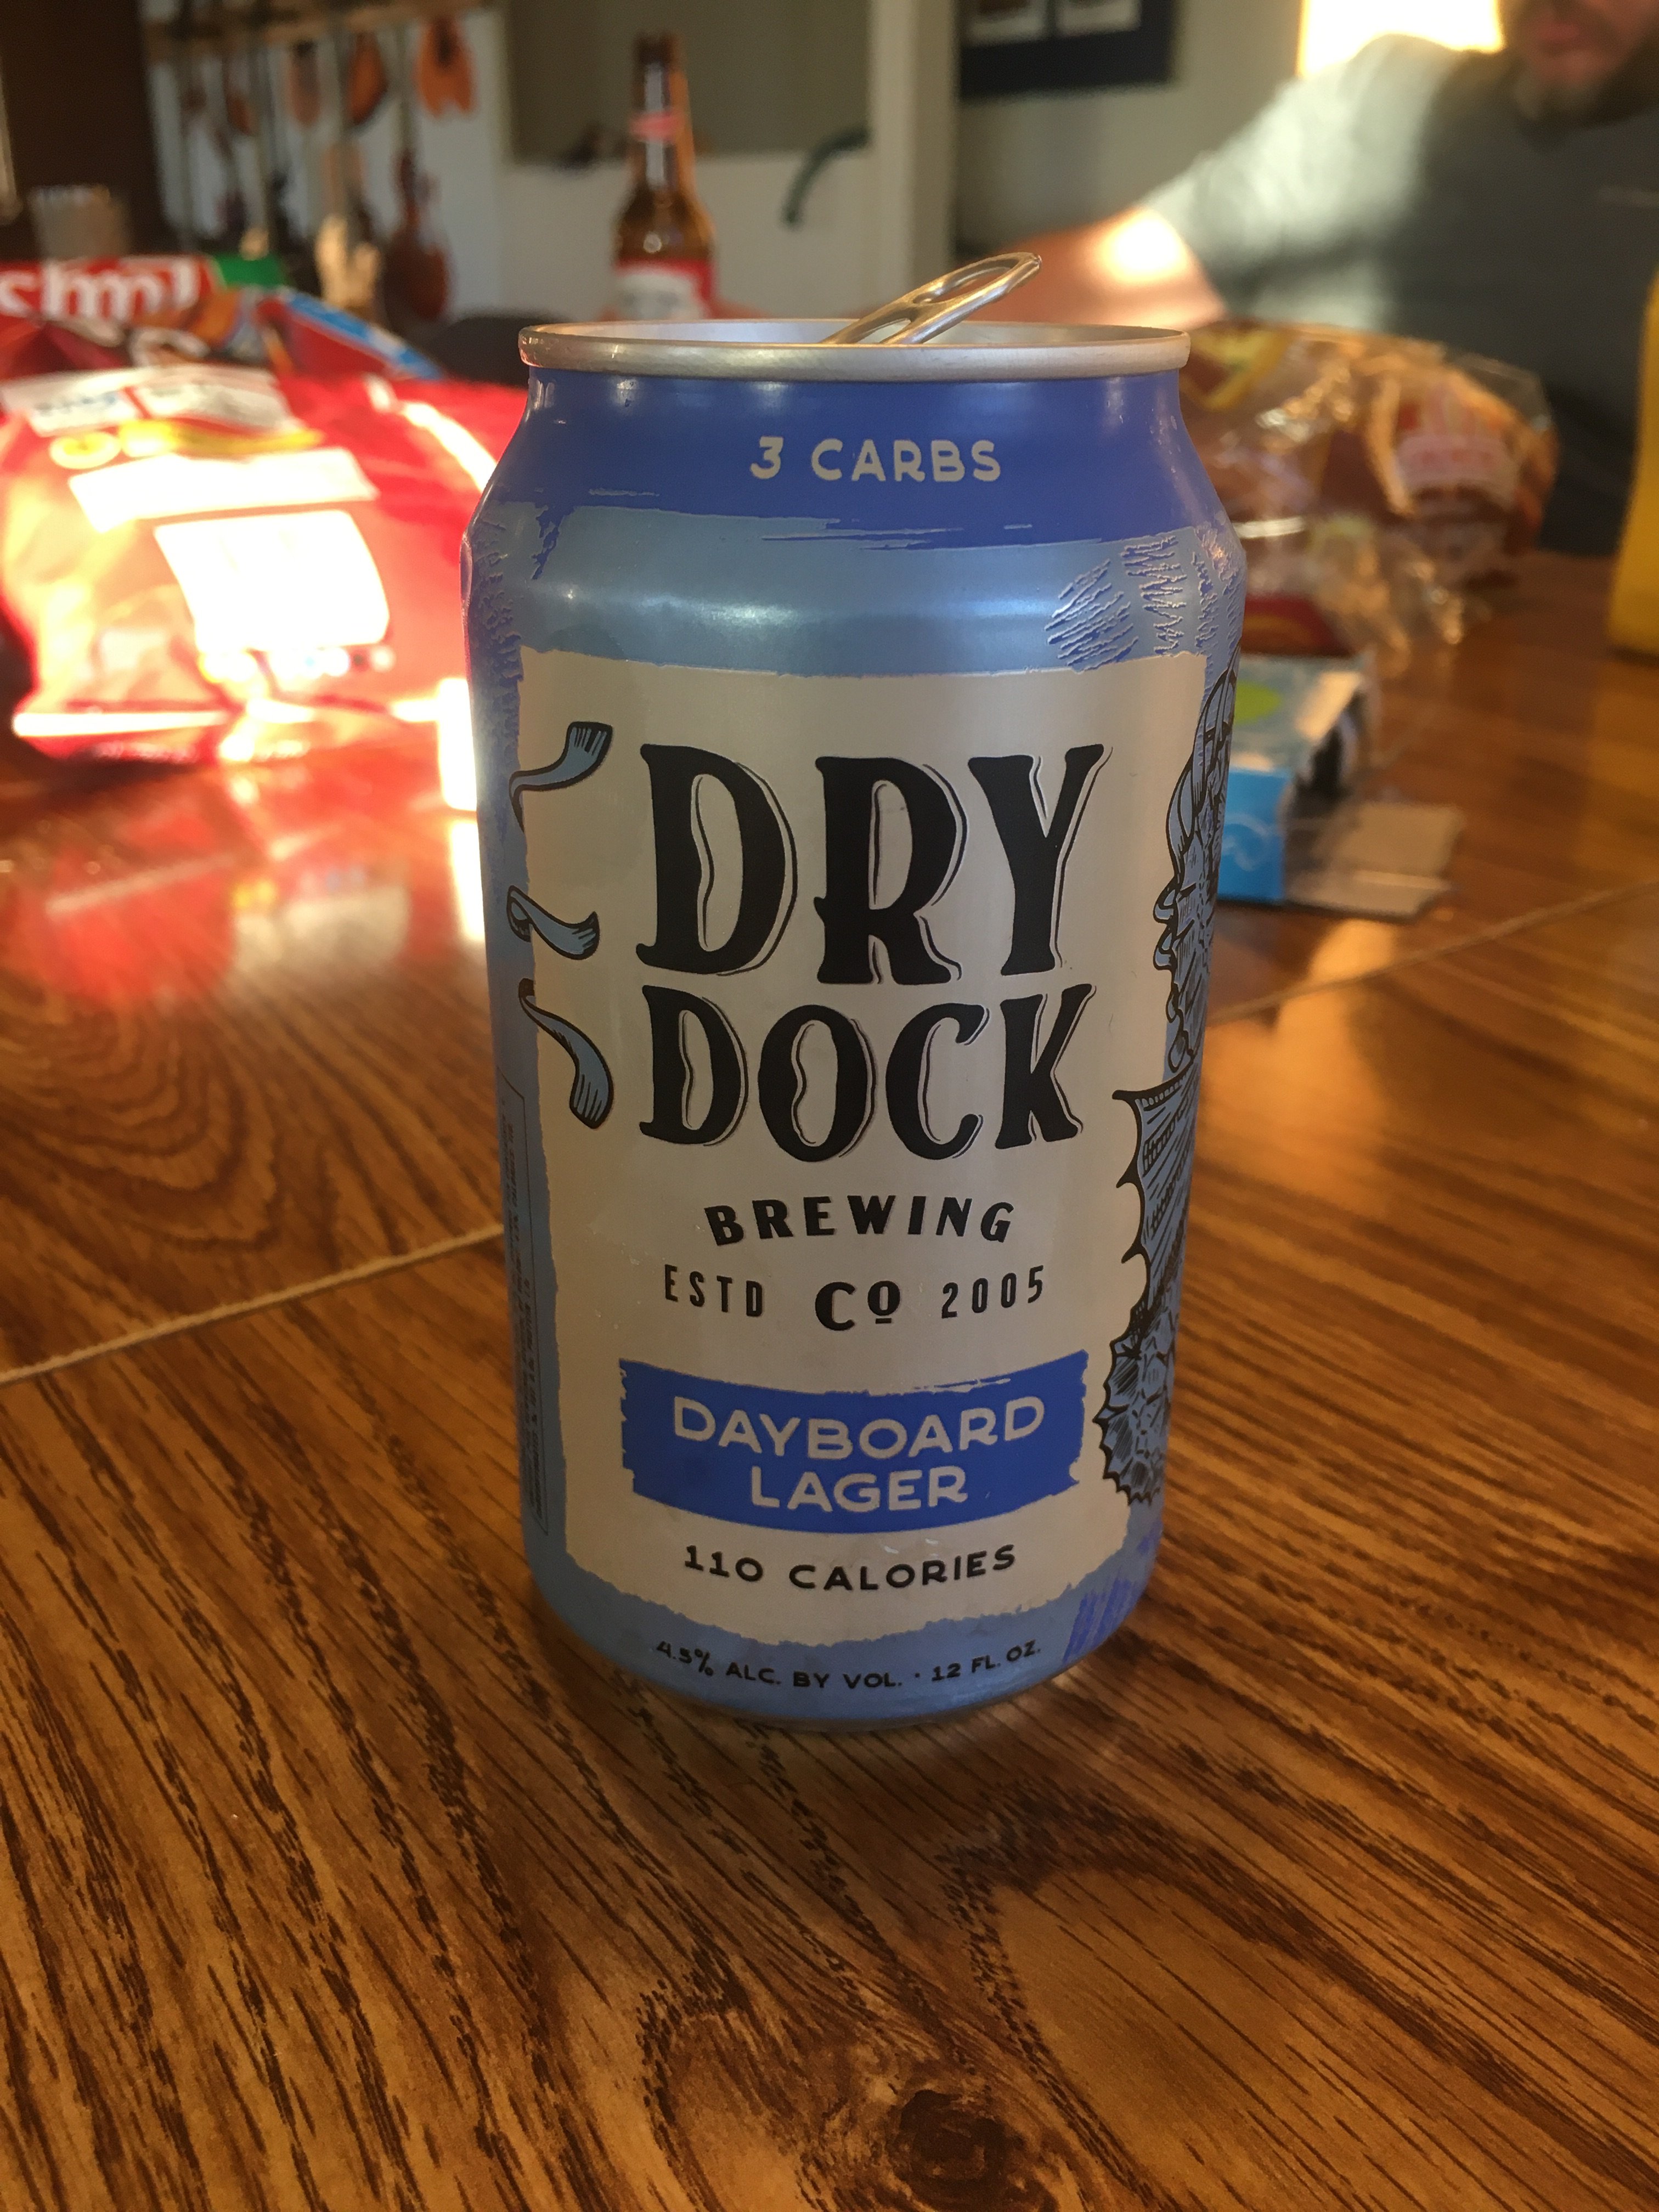 3 CARBS
DRY
DOCK
BREWING
ESTD Co 2005
DAYBOARD
LAGER
110 CALORIES
4.5% ALC. BY VOL. · 12 FL. OZ.